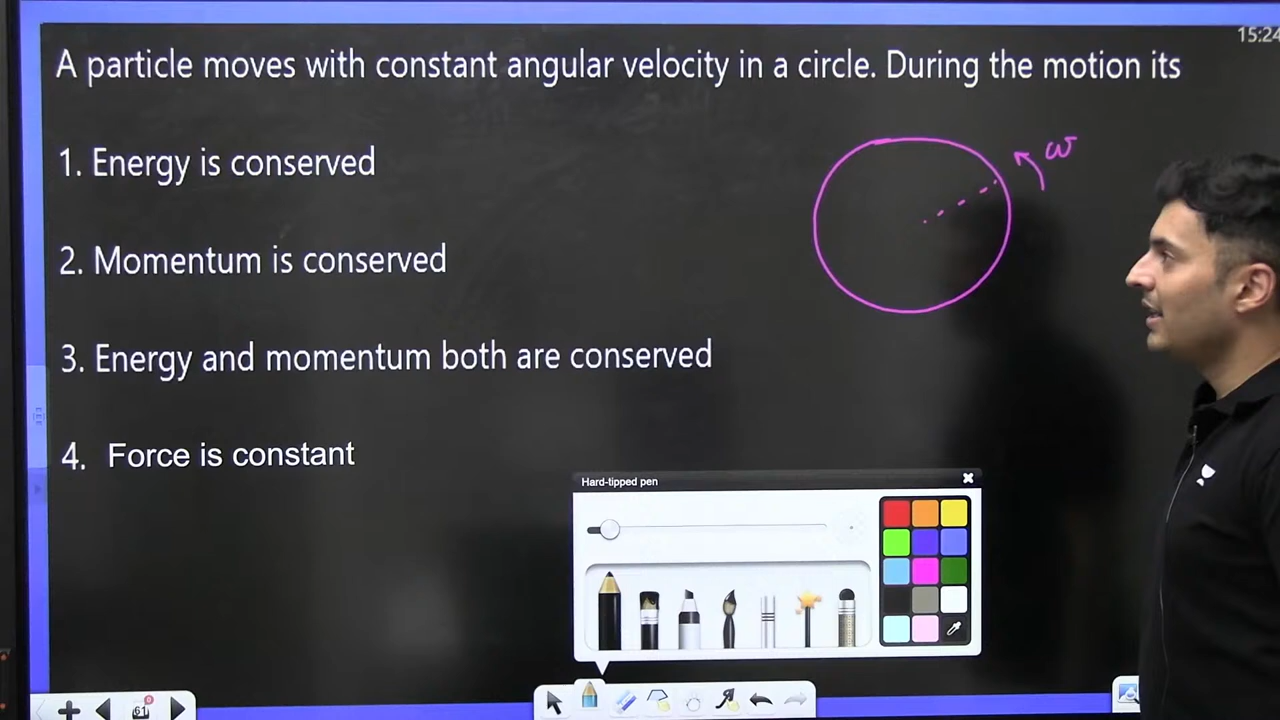 15:24
A particle moves with constant angular velocity in a circle. During the motion its
ω
1. Energy is conserved
2. Momentum is conserved
3. Energy and momentum both are conserved
4. Force is constant
Hard-tipped pen
61